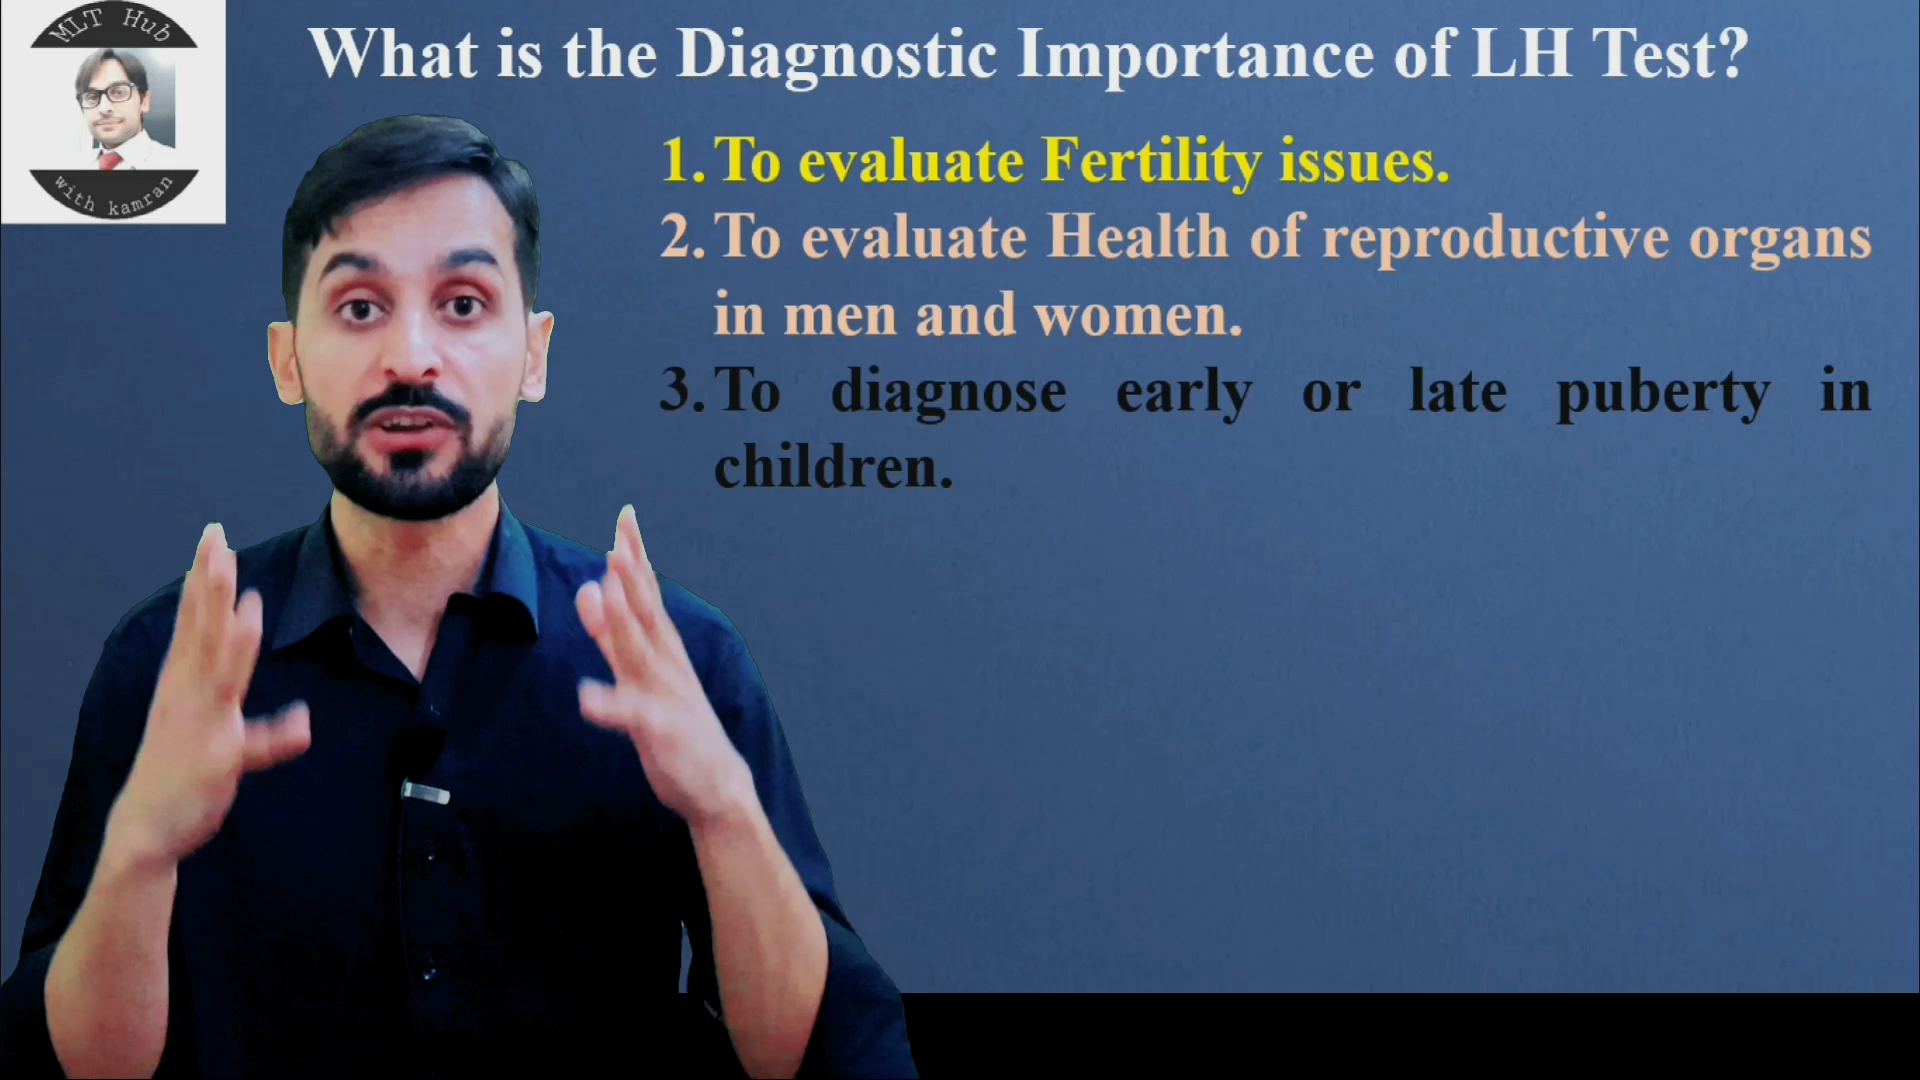 MLT Hub
with kamran
What is the Diagnostic Importance of LH Test?
1. To evaluate Fertility issues.
2. To evaluate Health of reproductive organs
in men and women.
3. To diagnose early or late puberty in
children.